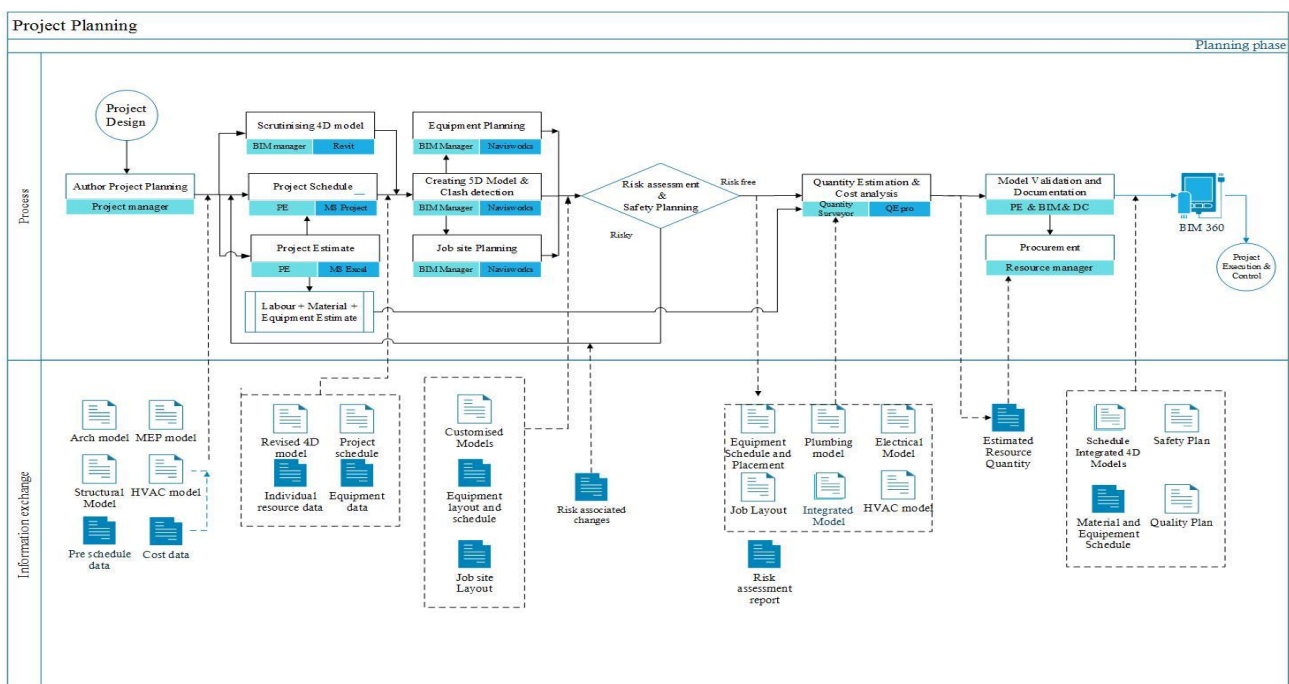 Project Planning
Planning phase
Process
Project
Design
Author Project Planning
Project manager
Scrutinising 4D model
BIM manager
Revit
Project Schedule
PE
MS Project
Project Estimate
PE
MS Excel
Labour + Material +
Equipment Estimate
Equipment Planning
BIM Manager
Navisworks
Creating 5D Model &
Clash detection
BIM Manager
Navisworks
Job site Planning
BIM Manager
Navisworks
Risk assessment
&
Safety Planning
Risk free
Risky
Quantity Estimation &
Cost analysis
Quantity
Surveyor
QE pro
Model Validation and
Documentation
PE & BIM& DC
Procurement
Resource manager
BIM 360
Project
Execution &
Control
Information exchange
Arch model
MEP model
Structural
Model
HVAC model
Pre schedule
data
Cost data
Revised 4D
model
Project
schedule
Individual
resource data
Equipment
data
Customised
Models
Equipment
layout and
schedule
Job site
Layout
Risk associated
changes
Equipment
Schedule and
Placement
Plumbing
model
Electrical
Model
Job Layout
Integrated
Model
HVAC model
Risk
assessment
report
Estimated
Resource
Quantity
Schedule
Integrated 4D
Models
Safety Plan
Material and
Equipement
Schedule
Quality Plan